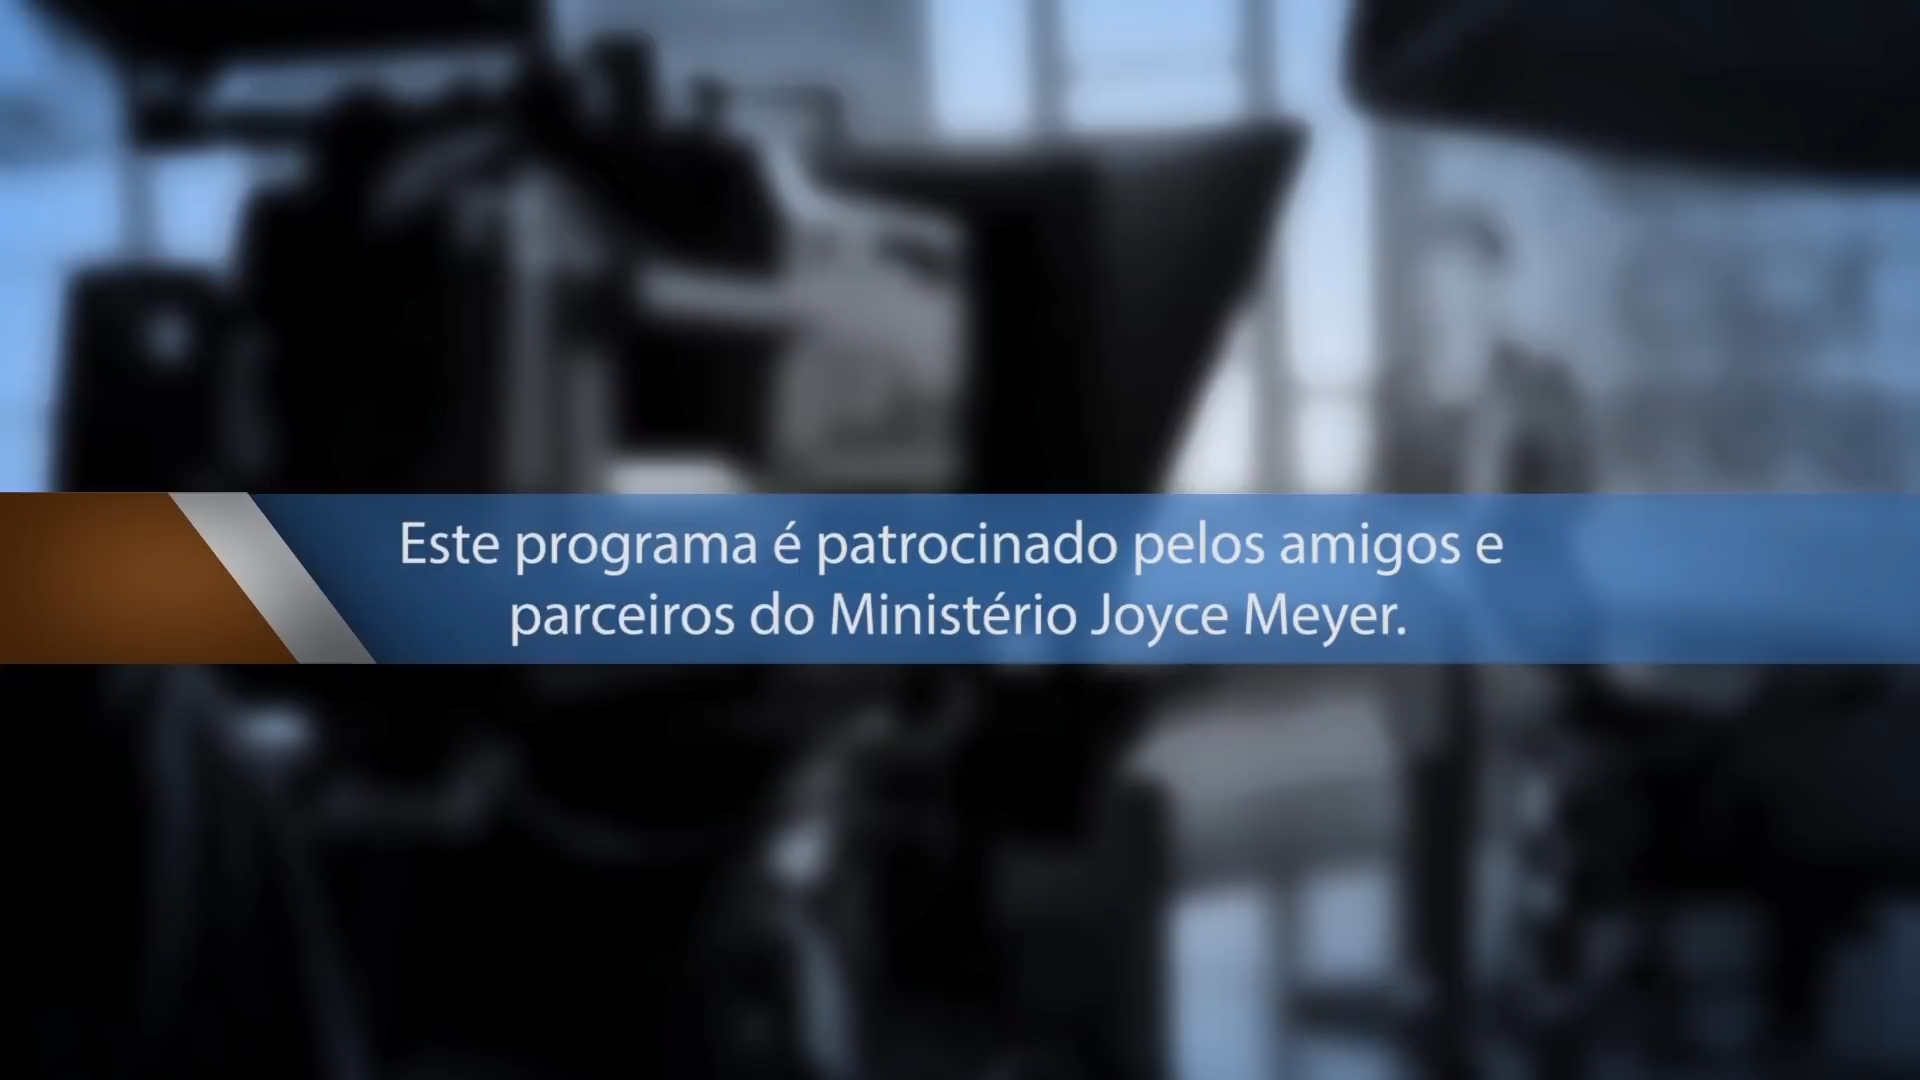 Este programa é patrocinado pelos amigos e
parceiros do Ministério Joyce Meyer.